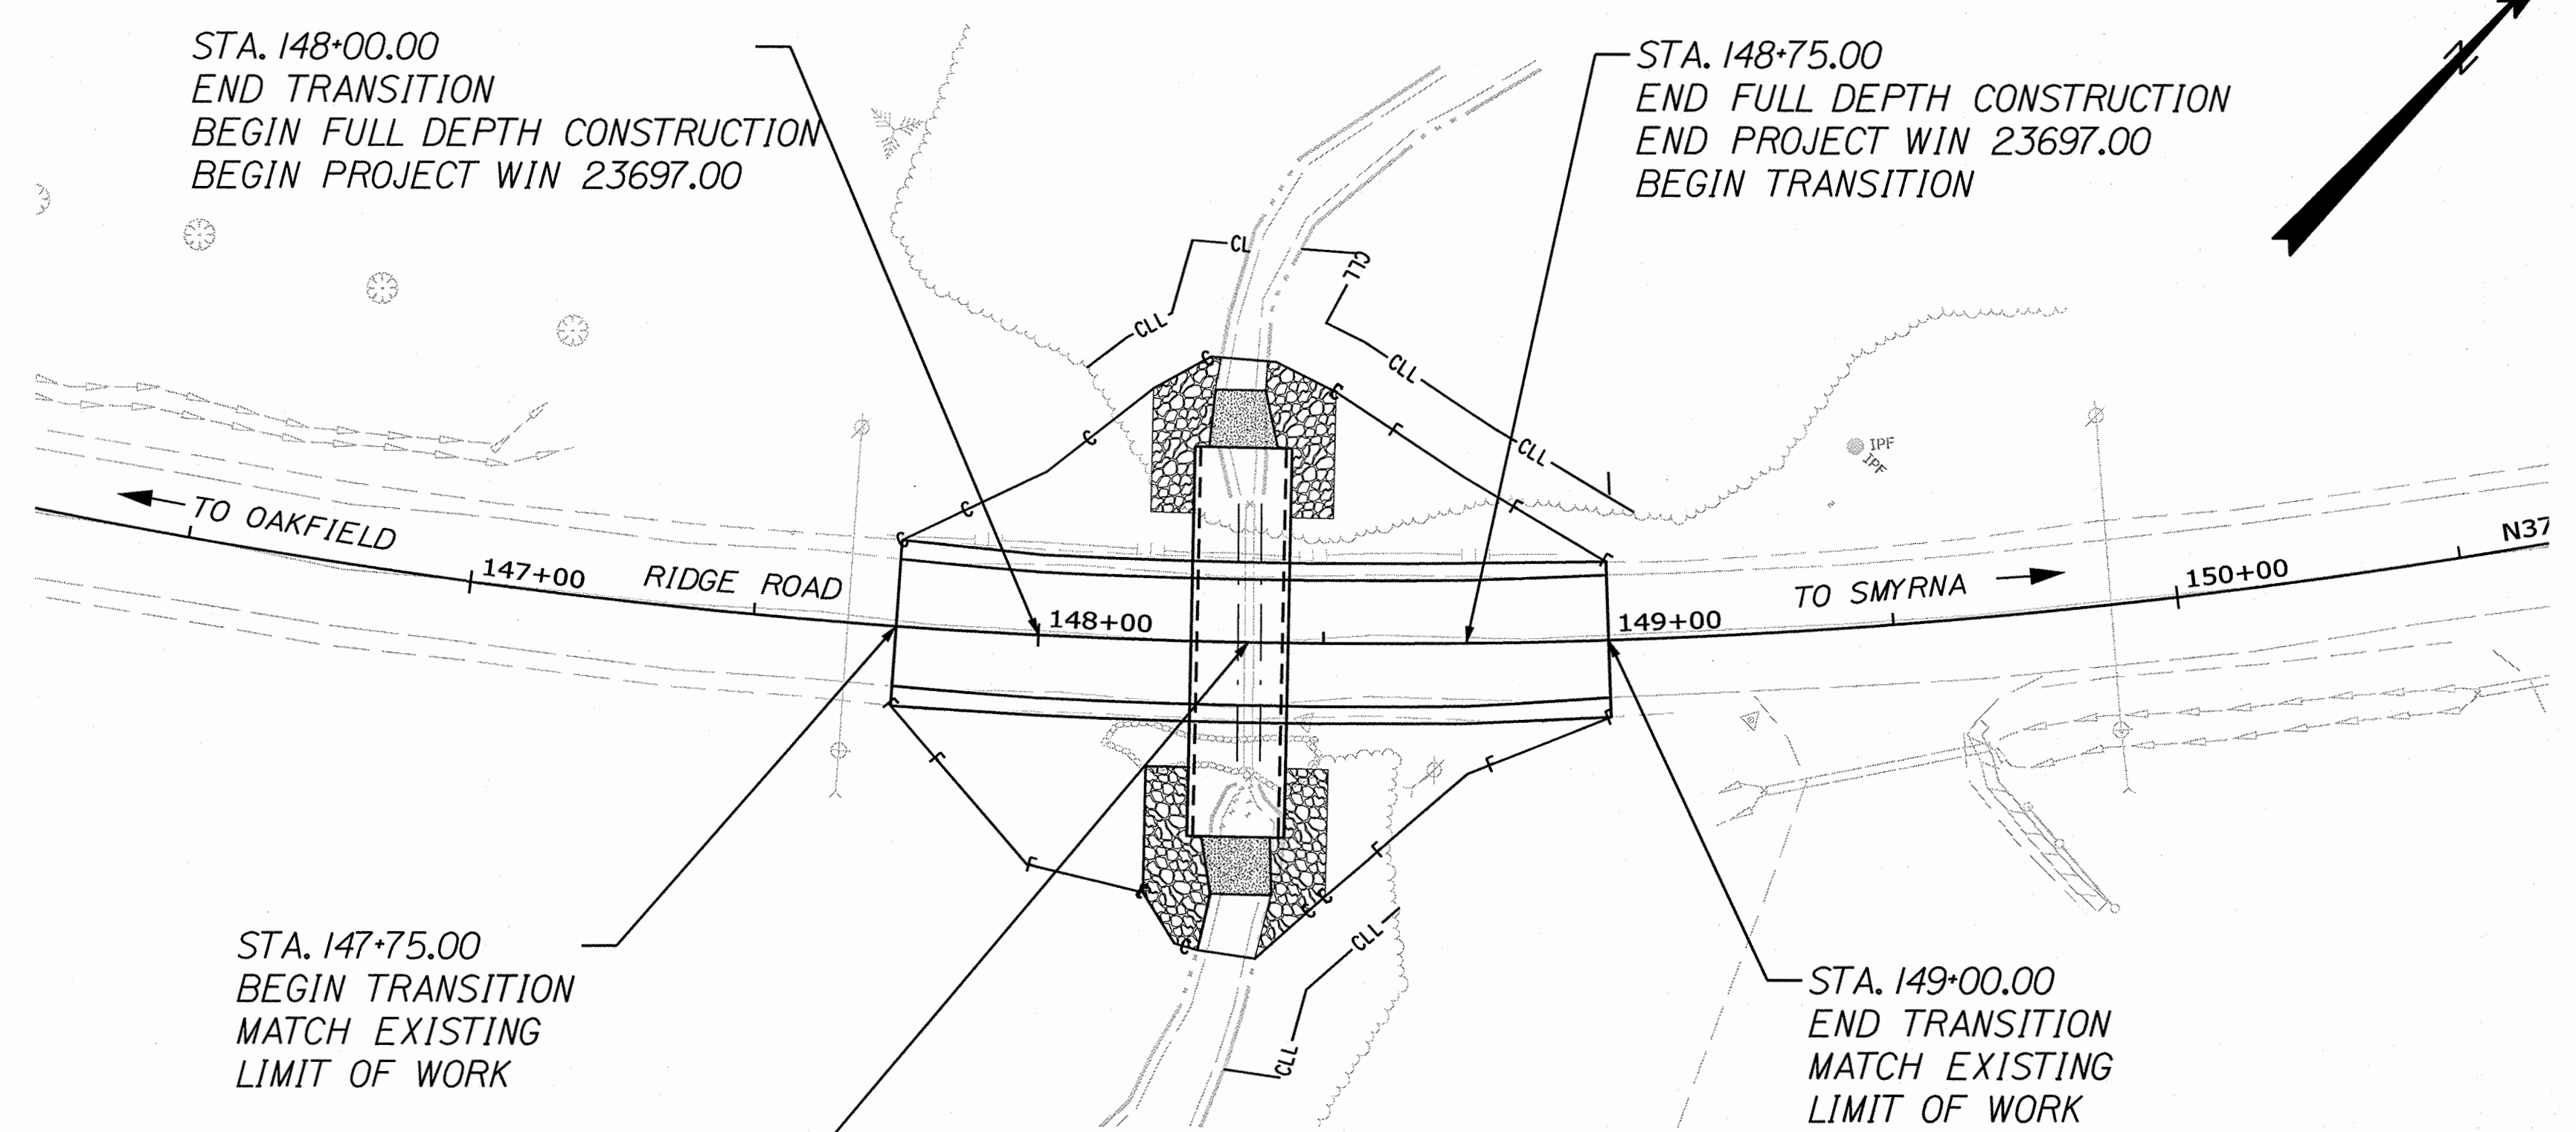 STA. 148+00.00
END TRANSITION
BEGIN FULL DEPTH CONSTRUCTION
BEGIN PROJECT WIN 23697.00
STA. 148+75.00
END FULL DEPTH CONSTRUCTION
END PROJECT WIN 23697.00
BEGIN TRANSITION
N
CL
CLL
CLL
CLL
CLL
IPF
IPF
TO OAKFIELD
147+00
RIDGE ROAD
148+00
149+00
TO SMYRNA
150+00
N37
STA. 147+75.00
BEGIN TRANSITION
MATCH EXISTING
LIMIT OF WORK
CLL
CLL
STA. 149+00.00
END TRANSITION
MATCH EXISTING
LIMIT OF WORK